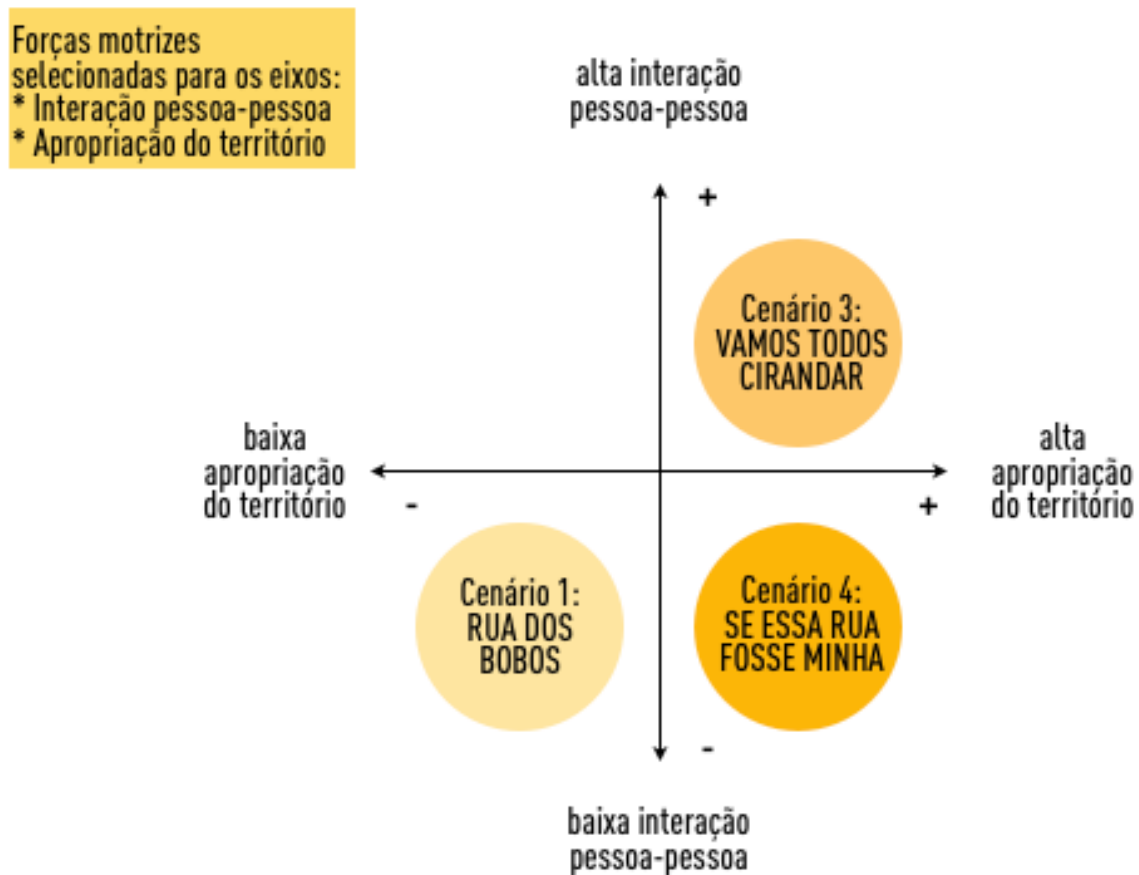 Forças motrizes
selecionadas para os eixos:
* Interação pessoa-pessoa
* Apropriação do território
alta interação
pessoa-pessoa
+
Cenário 3:
VAMOS TODOS
CIRANDAR
baixa
apropriação
do território
-
alta
apropriação
do território
+
Cenário 1:
RUA DOS
BOBOS
Cenário 4:
SE ESSA RUA
FOSSE MINHA
-
baixa interação
pessoa-pessoa